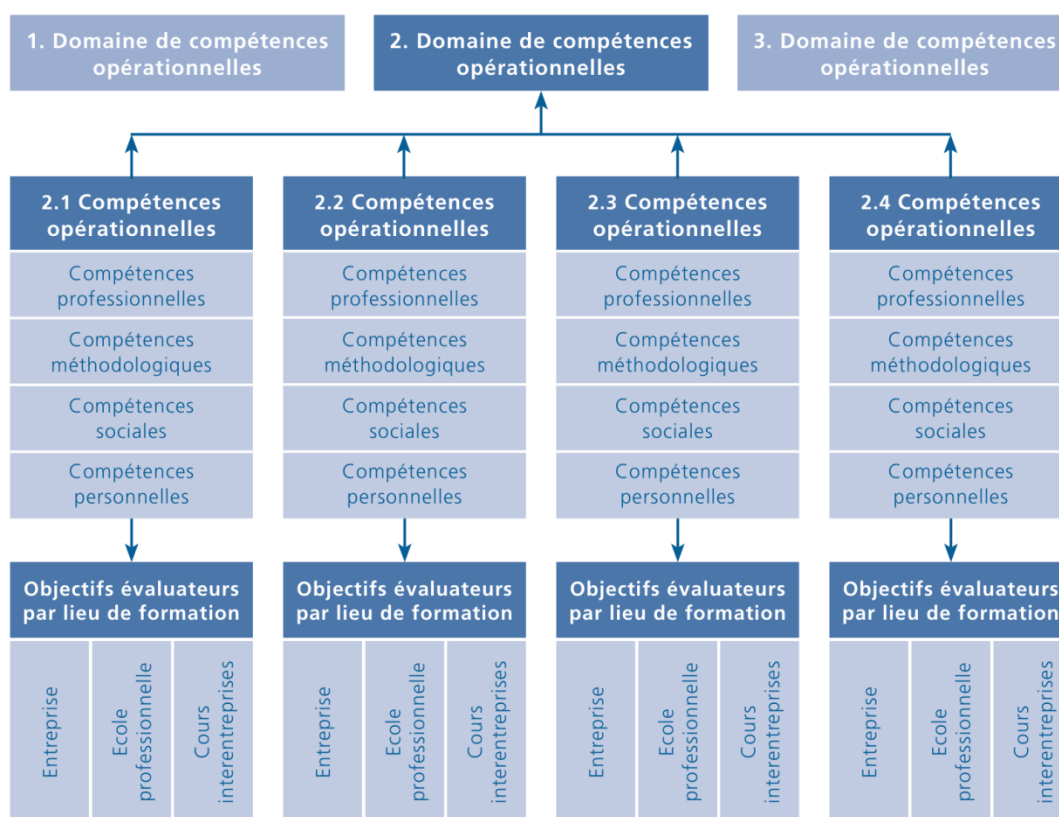 1. Domaine de compétences
opérationnelles
2. Domaine de compétences
opérationnelles
3. Domaine de compétences
opérationnelles
2.1 Compétences
opérationnelles
Compétences
professionnelles
Compétences
méthodologiques
Compétences
sociales
Compétences
personnelles
Objectifs évaluateurs
par lieu de formation
Entreprise
Ecole
professionnelle
Cours
interentreprises
2.2 Compétences
opérationnelles
Compétences
professionnelles
Compétences
méthodologiques
Compétences
sociales
Compétences
personnelles
Objectifs évaluateurs
par lieu de formation
Entreprise
Ecole
professionnelle
Cours
interentreprises
2.3 Compétences
opérationnelles
Compétences
professionnelles
Compétences
méthodologiques
Compétences
sociales
Compétences
personnelles
Objectifs évaluateurs
par lieu de formation
Entreprise
Ecole
professionnelle
Cours
interentreprises
2.4 Compétences
opérationnelles
Compétences
professionnelles
Compétences
méthodologiques
Compétences
sociales
Compétences
personnelles
Objectifs évaluateurs
par lieu de formation
Entreprise
Ecole
professionnelle
Cours
interentreprises